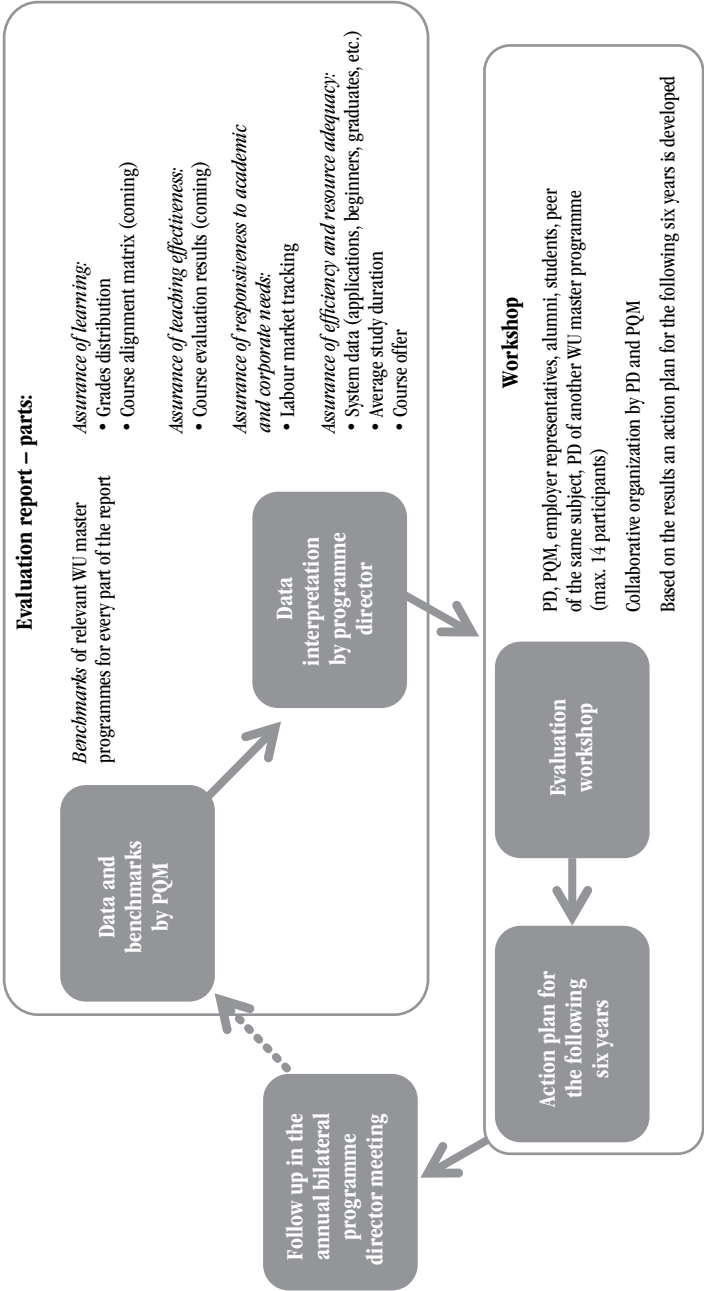 Evaluation report – parts:
Benchmarks of relevant WU master
programmes for every part of the report
Assurance of learning:
• Grades distribution
• Course alignment matrix (coming)
Assurance of teaching effectiveness:
• Course evaluation results (coming)
Assurance of responsiveness to academic
and corporate needs:
• Labour market tracking
Assurance of efficiency and resource adequacy:
• System data (applications, beginners, graduates, etc.)
• Average study duration
• Course offer
Data and
benchmarks
by PQM
Data
interpretation
by programme
director
Follow up in the
annual bilateral
programme
director meeting
Action plan for
the following
six years
Evaluation
workshop
Workshop
PD, PQM, employer representatives, alumni, students, peer
of the same subject, PD of another WU master programme
(max. 14 participants)
Collaborative organization by PD and PQM
Based on the results an action plan for the following six years is developed